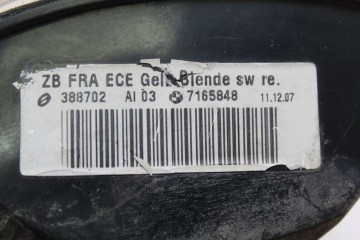 ZB FRA ECE Gelb Blende sw re.
388702 AI 03 7165848 11.12.07